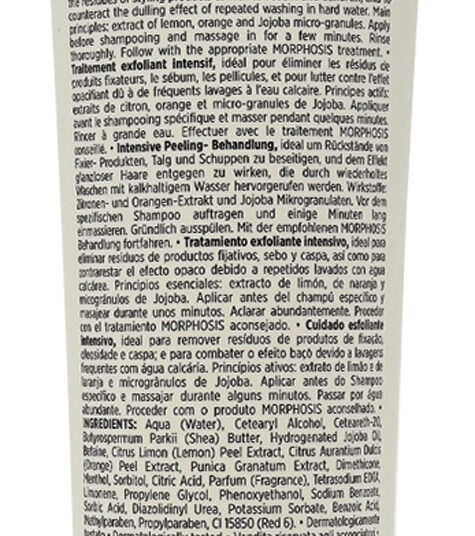 the residues of styling products, sebum, dandruff, and to
counteract the dulling effect of repeated washing in hard water. Main
principles: extract of lemon, orange and Jojoba micro-granules. Apply
before shampooing and massage in for a few minutes. Rinse
thoroughly. Follow with the appropriate MORPHOSIS treatment. •
Traitement exfoliant intensif, idéal pour éliminer les résidus de
produits fixateurs, le sébum, les pellicules, et pour lutter contre l'effet
opacifiant dû à de fréquents lavages à l'eau calcaire. Principes actifs:
extraits de citron, orange et micro-granules de Jojoba. Appliquer
avant le shampooing spécifique et masser pendant quelques minutes.
Rincer à grande eau. Effectuer avec le traitement MORPHOSIS
conseillé. • Intensive Peeling- Behandlung, ideal um Rückstände von
Fixier- Produkten, Talg und Schuppen zu beseitigen, und dem Effekt
glanzloser Haare entgegen zu wirken, die durch wiederholtes
Waschen mit kalkhaltigem Wasser hervorgerufen werden. Wirkstoffe:
Zitronen- und Orangen-Extrakt und Jojoba Mikrogranulaten. Vor dem
spezifischen Shampoo auftragen und einige Minuten lang
einmassieren. Gründlich ausspülen. Mit der empfohlenen MORPHOSIS
Behandlung fortfahren. • Tratamiento exfoliante intensivo, ideal para
eliminar residuos de productos fijativos, sebo y caspa, así como para
contrarestar el efecto opaco debido a repetidos lavados con agua
calcárea. Principios esenciales: extracto de limón, de naranja y
micogránulos de Jojoba. Aplicar antes del champú específico y
masajear durante unos minutos. Aclarar abundantemente. Proceder
con el tratamiento MORPHOSIS aconsejado. • Cuidado esfoliante
intensivo, ideal para remover resíduos de produtos de fixação,
oleosidade e caspa; e para combater o efeito baço devido a lavagens
frequentes com água calcária. Princípios ativos: extrato de limão e de
laranja e microgrânulos de Jojoba. Aplicar antes do Shampoo
específico e massajar durante alguns minutos. Passar por água
abundante. Proceder com o produto MORPHOSIS aconselhado. •
INGREDIENTS: Aqua (Water), Cetearyl Alcohol, Ceteareth-20,
Butyrospermum Parkii (Shea) Butter, Hydrogenated Jojoba Oil,
Betaine, Citrus Limon (Lemon) Peel Extract, Citrus Aurantium Dulcis
(Orange) Peel Extract, Punica Granatum Extract, Dimethicone,
Menthol, Sorbitol, Citric Acid, Parfum (Fragrance), Tetrasodium EDTA,
Limonene, Propylene Glycol, Phenoxyethanol, Sodium Benzoate,
Potassium Sorbate, Diazolidinyl Urea, Potassium Sorbate, Benzoic Acid,
Methylparaben, Propylparaben, CI 15850 (Red 6). • Dermatologicamente
testato • Dermatologically tested • Vendita riservata agli acconciatori •